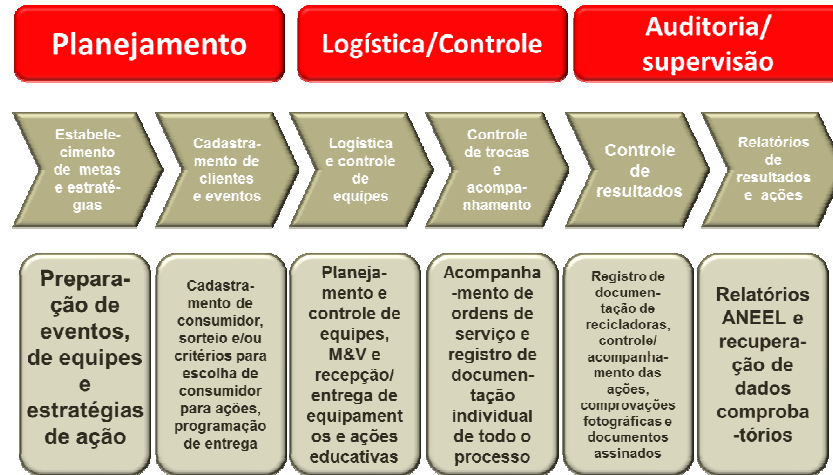 Planejamento
Logística/Controle
Auditoria/
supervisão
Estabele-
cimento
de metas
e estraté-
gias
Cadastra-
mento de
clientes
e eventos
Logística
e controle
de
equipes
Controle
de trocas
e
acompa-
nhamento
Controle
de
resultados
Relatórios
de
resultados
e ações
Prepara-
ção de
eventos,
de equipes
e
estratégias
de ação
Cadastra-
mento de
consumidor,
sorteio e/ou
critérios para
escolha de
consumidor
para ações,
programação
de entrega
Planeja-
mento e
controle de
equipes,
M&V e
recepção/
entrega de
equipament
os e ações
educativas
Acompanha
-mento de
ordens de
serviço e
registro de
documen-
tação
individual
de todo o
processo
Registro de
documen-
tação de
recicladoras,
controle/
acompanha-
mento das
ações,
comprovações
fotográficas e
documentos
assinados
Relatórios
ANEEL e
recupera-
ção de
dados
comproba
-tórios